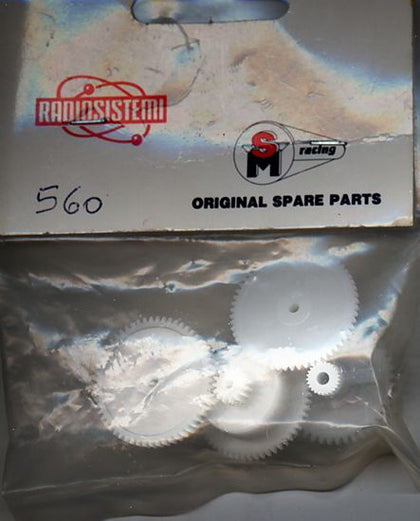 RADIOSISTEMI
SM racing
560
ORIGINAL SPARE PARTS